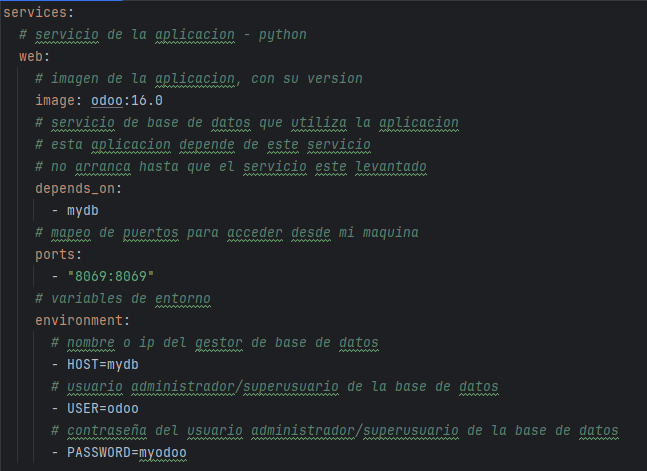 services:
# servicio de la aplicacion - python
web:
# imagen de la aplicacion, con su version
image: odoo:16.0
# servicio de base de datos que utiliza la aplicacion
# esta aplicacion depende de este servicio
# no arranca hasta que el servicio este levantado
depends_on:
- mydb
# mapeo de puertos para acceder desde mi maquina
ports:
- "8069:8069"
# variables de entorno
environment:
# nombre o ip del gestor de base de datos
- HOST=mydb
# usuario administrador/superusuario de la base de datos
- USER=odoo
# contraseña del usuario administrador/supervusuario de la base de datos
- PASSWORD=myodoo